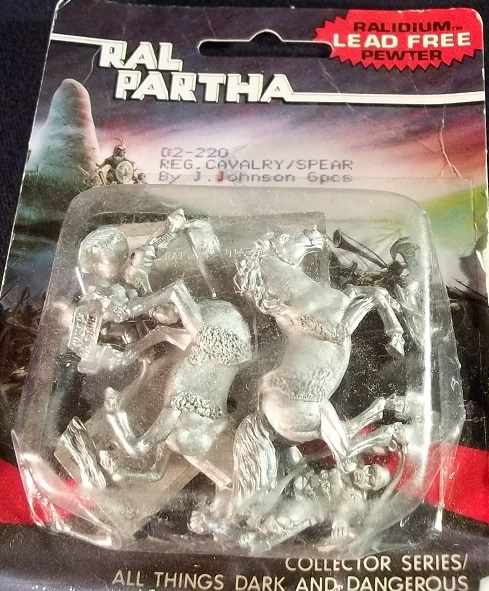 RALIDIUM™
LEAD FREE
PEWTER
RAL
PARTHA
02-220
REG.CAVALRY/SPEAR
By J.Johnson 6pcs
COLLECTOR SERIES/
ALL THINGS DARK AND DANGEROUS